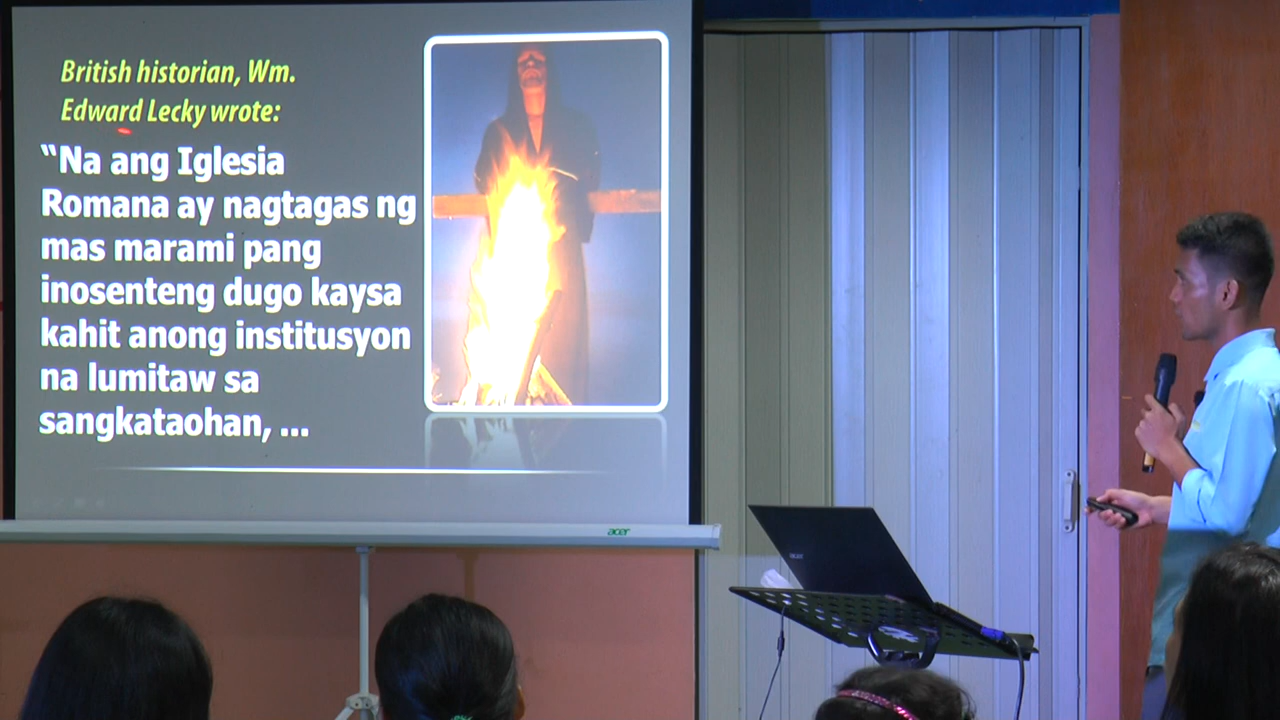 British historian, Wm.
Edward Lecky wrote:
“Na ang Iglesia
Romana ay nagtagas ng
mas marami pang
inosenteng dugo kaysa
kahit anong institusyon
na lumitaw sa
sangkataohan, ...
acer